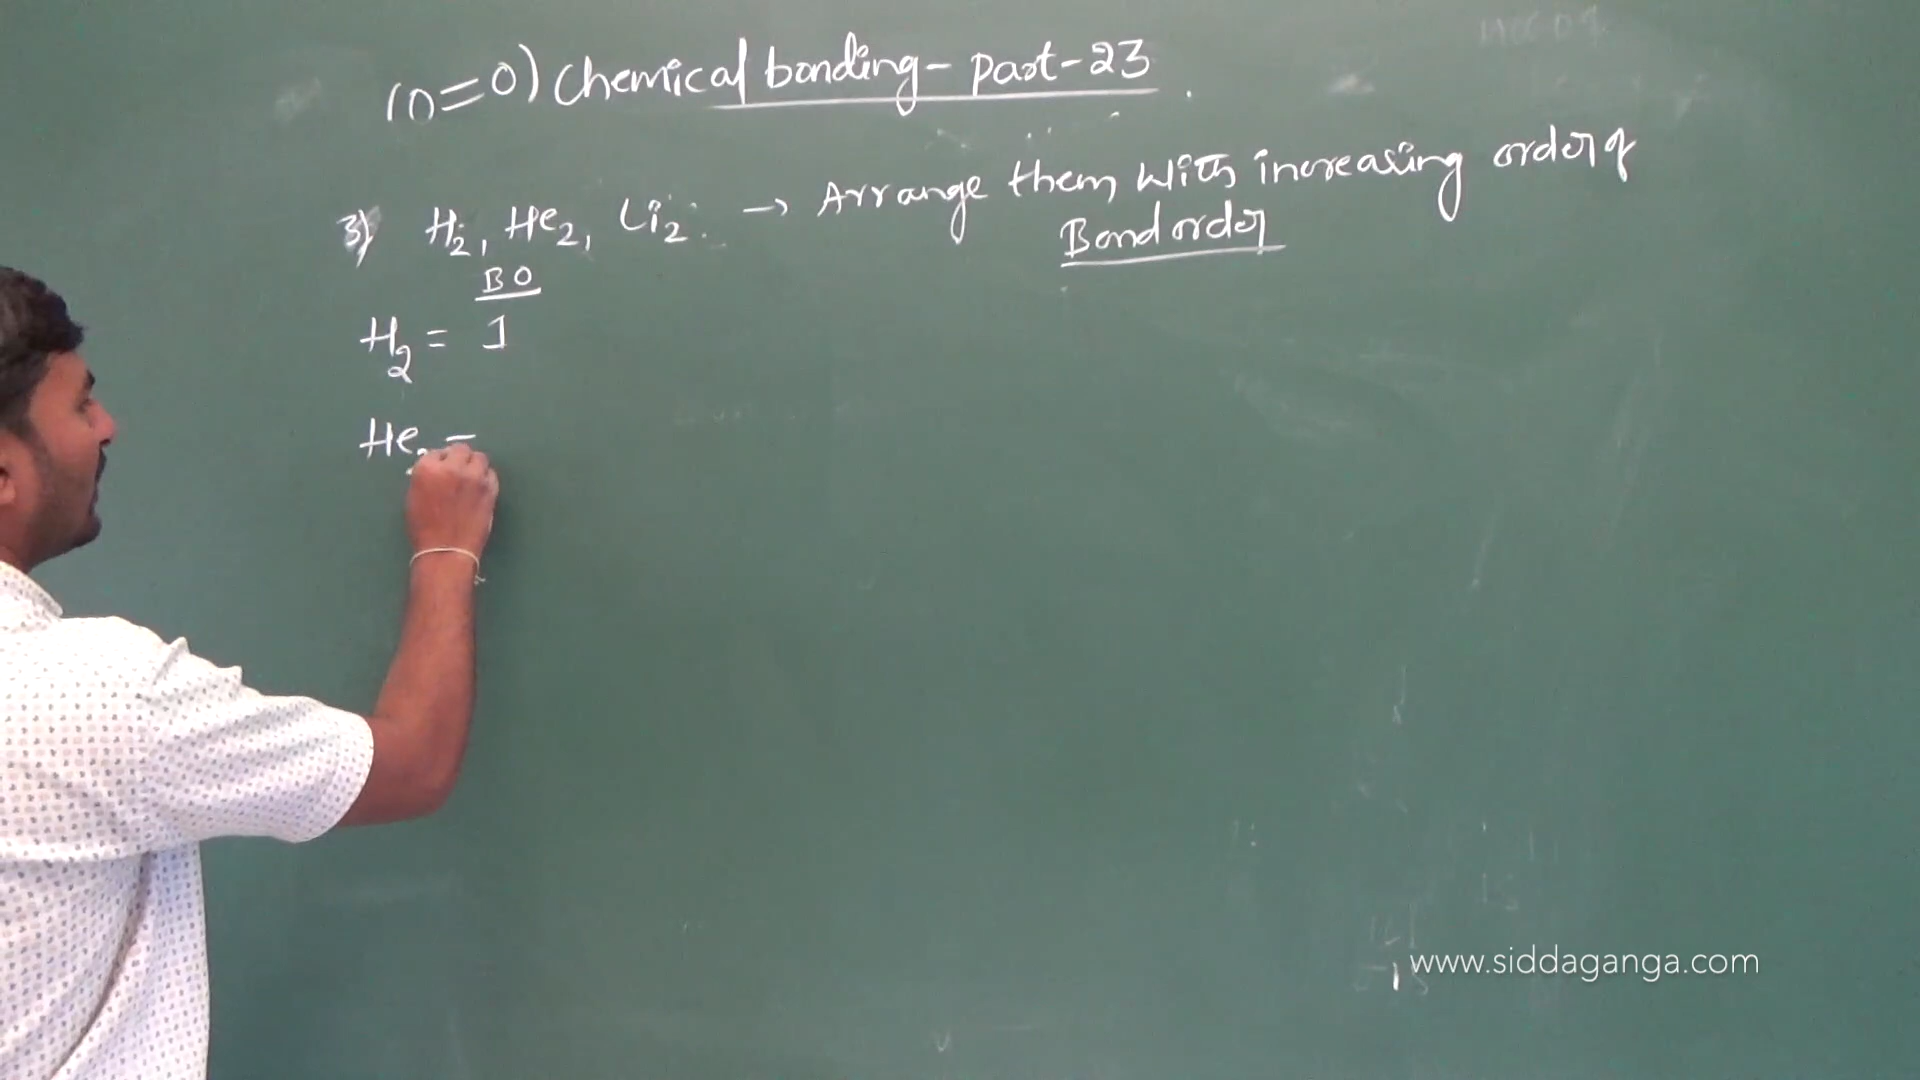 (O=O) Chemical bonding - Part-23
3) H₂, He₂, Li₂. → Arrange them with increasing order of
Bond order
BO
H₂ = 1
He₂ =
www.siddaganga.com